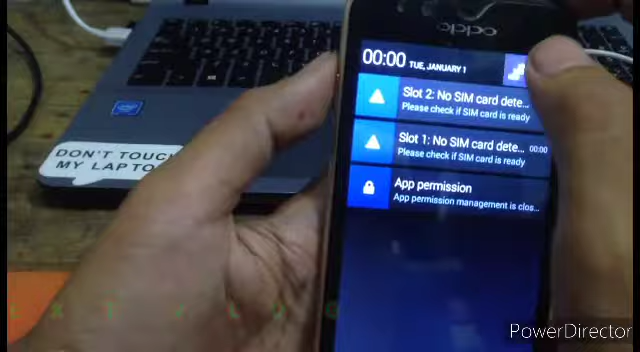 oppo
00:00 TUE, JANUARY 1
Slot 2: No SIM card dete...
Please check if SIM card is ready
Slot 1: No SIM card dete... 00:00
Please check if SIM card is ready
App permission
App permission management is clos...
DON'T TOUCH
MY LAPTO
intel
PowerDirector